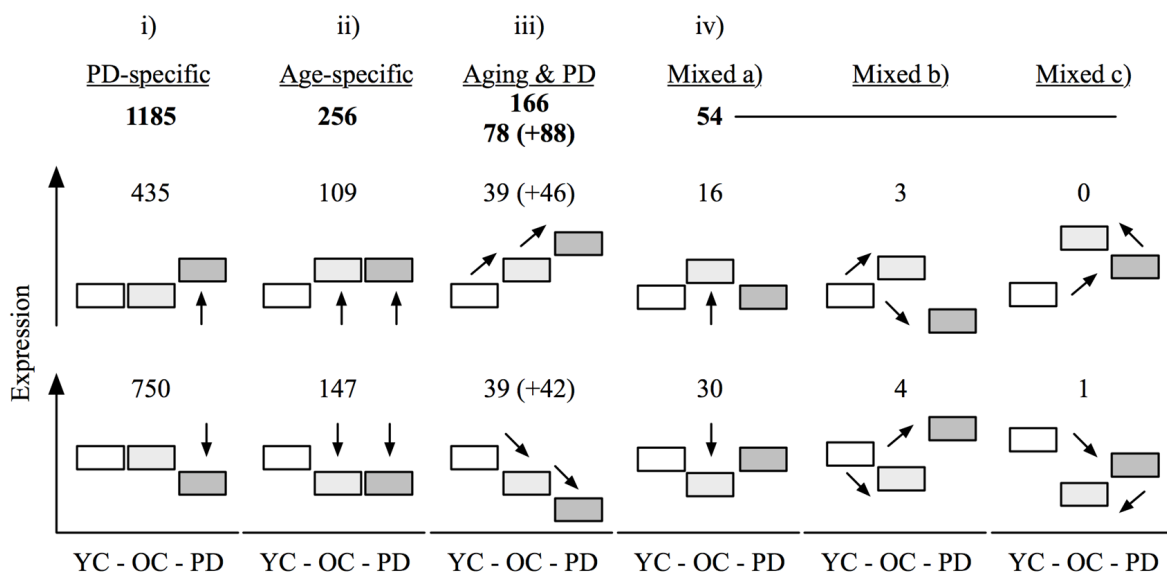 i) ii) iii) iv)
PD-specific Age-specific Aging & PD Mixed a) Mixed b) Mixed c)
1185 256 166 54
78 (+88)
435 109 39 (+46) 16 3 0
Expression
750 147 39 (+42) 30 4 1
YC - OC - PD YC - OC - PD YC - OC - PD YC - OC - PD YC - OC - PD YC - OC - PD